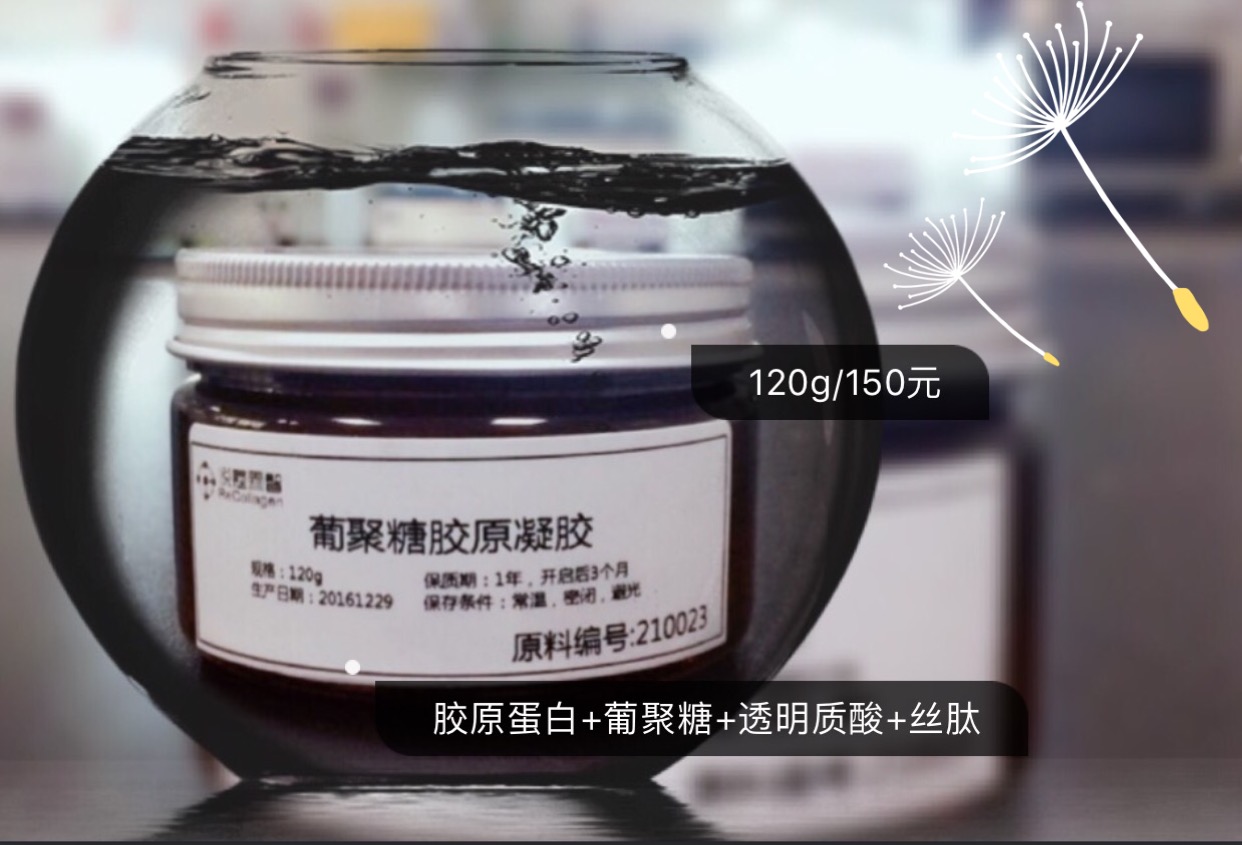 120g/150元
ReCollagen
葡聚糖胶原凝胶
规格：120g
保质期：1年，开启后3个月
生产日期：20161229
保存条件：常温，密闭，避光
原料编号:210023
胶原蛋白+葡聚糖+透明质酸+丝肽